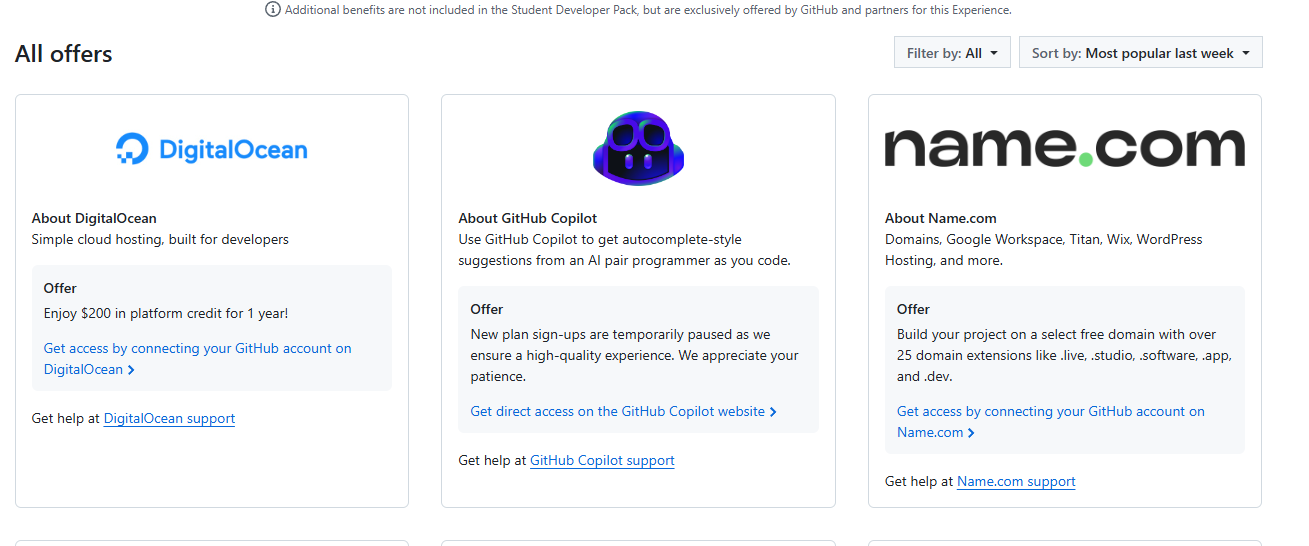 Additional benefits are not included in the Student Developer Pack, but are exclusively offered by GitHub and partners for this Experience.
All offers
Filter by: All
Sort by: Most popular last week
DigitalOcean
About DigitalOcean
Simple cloud hosting, built for developers
Offer
Enjoy $200 in platform credit for 1 year!
Get access by connecting your GitHub account on
DigitalOcean
Get help at DigitalOcean support
About GitHub Copilot
Use GitHub Copilot to get autocomplete-style
suggestions from an AI pair programmer as you code.
Offer
New plan sign-ups are temporarily paused as we
ensure a high-quality experience. We appreciate your
patience.
Get direct access on the GitHub Copilot website
Get help at GitHub Copilot support
name.com
About Name.com
Domains, Google Workspace, Titan, Wix, WordPress
Hosting, and more.
Offer
Build your project on a select free domain with over
25 domain extensions like .live, .studio, .software, .app,
and .dev.
Get access by connecting your GitHub account on
Name.com
Get help at Name.com support